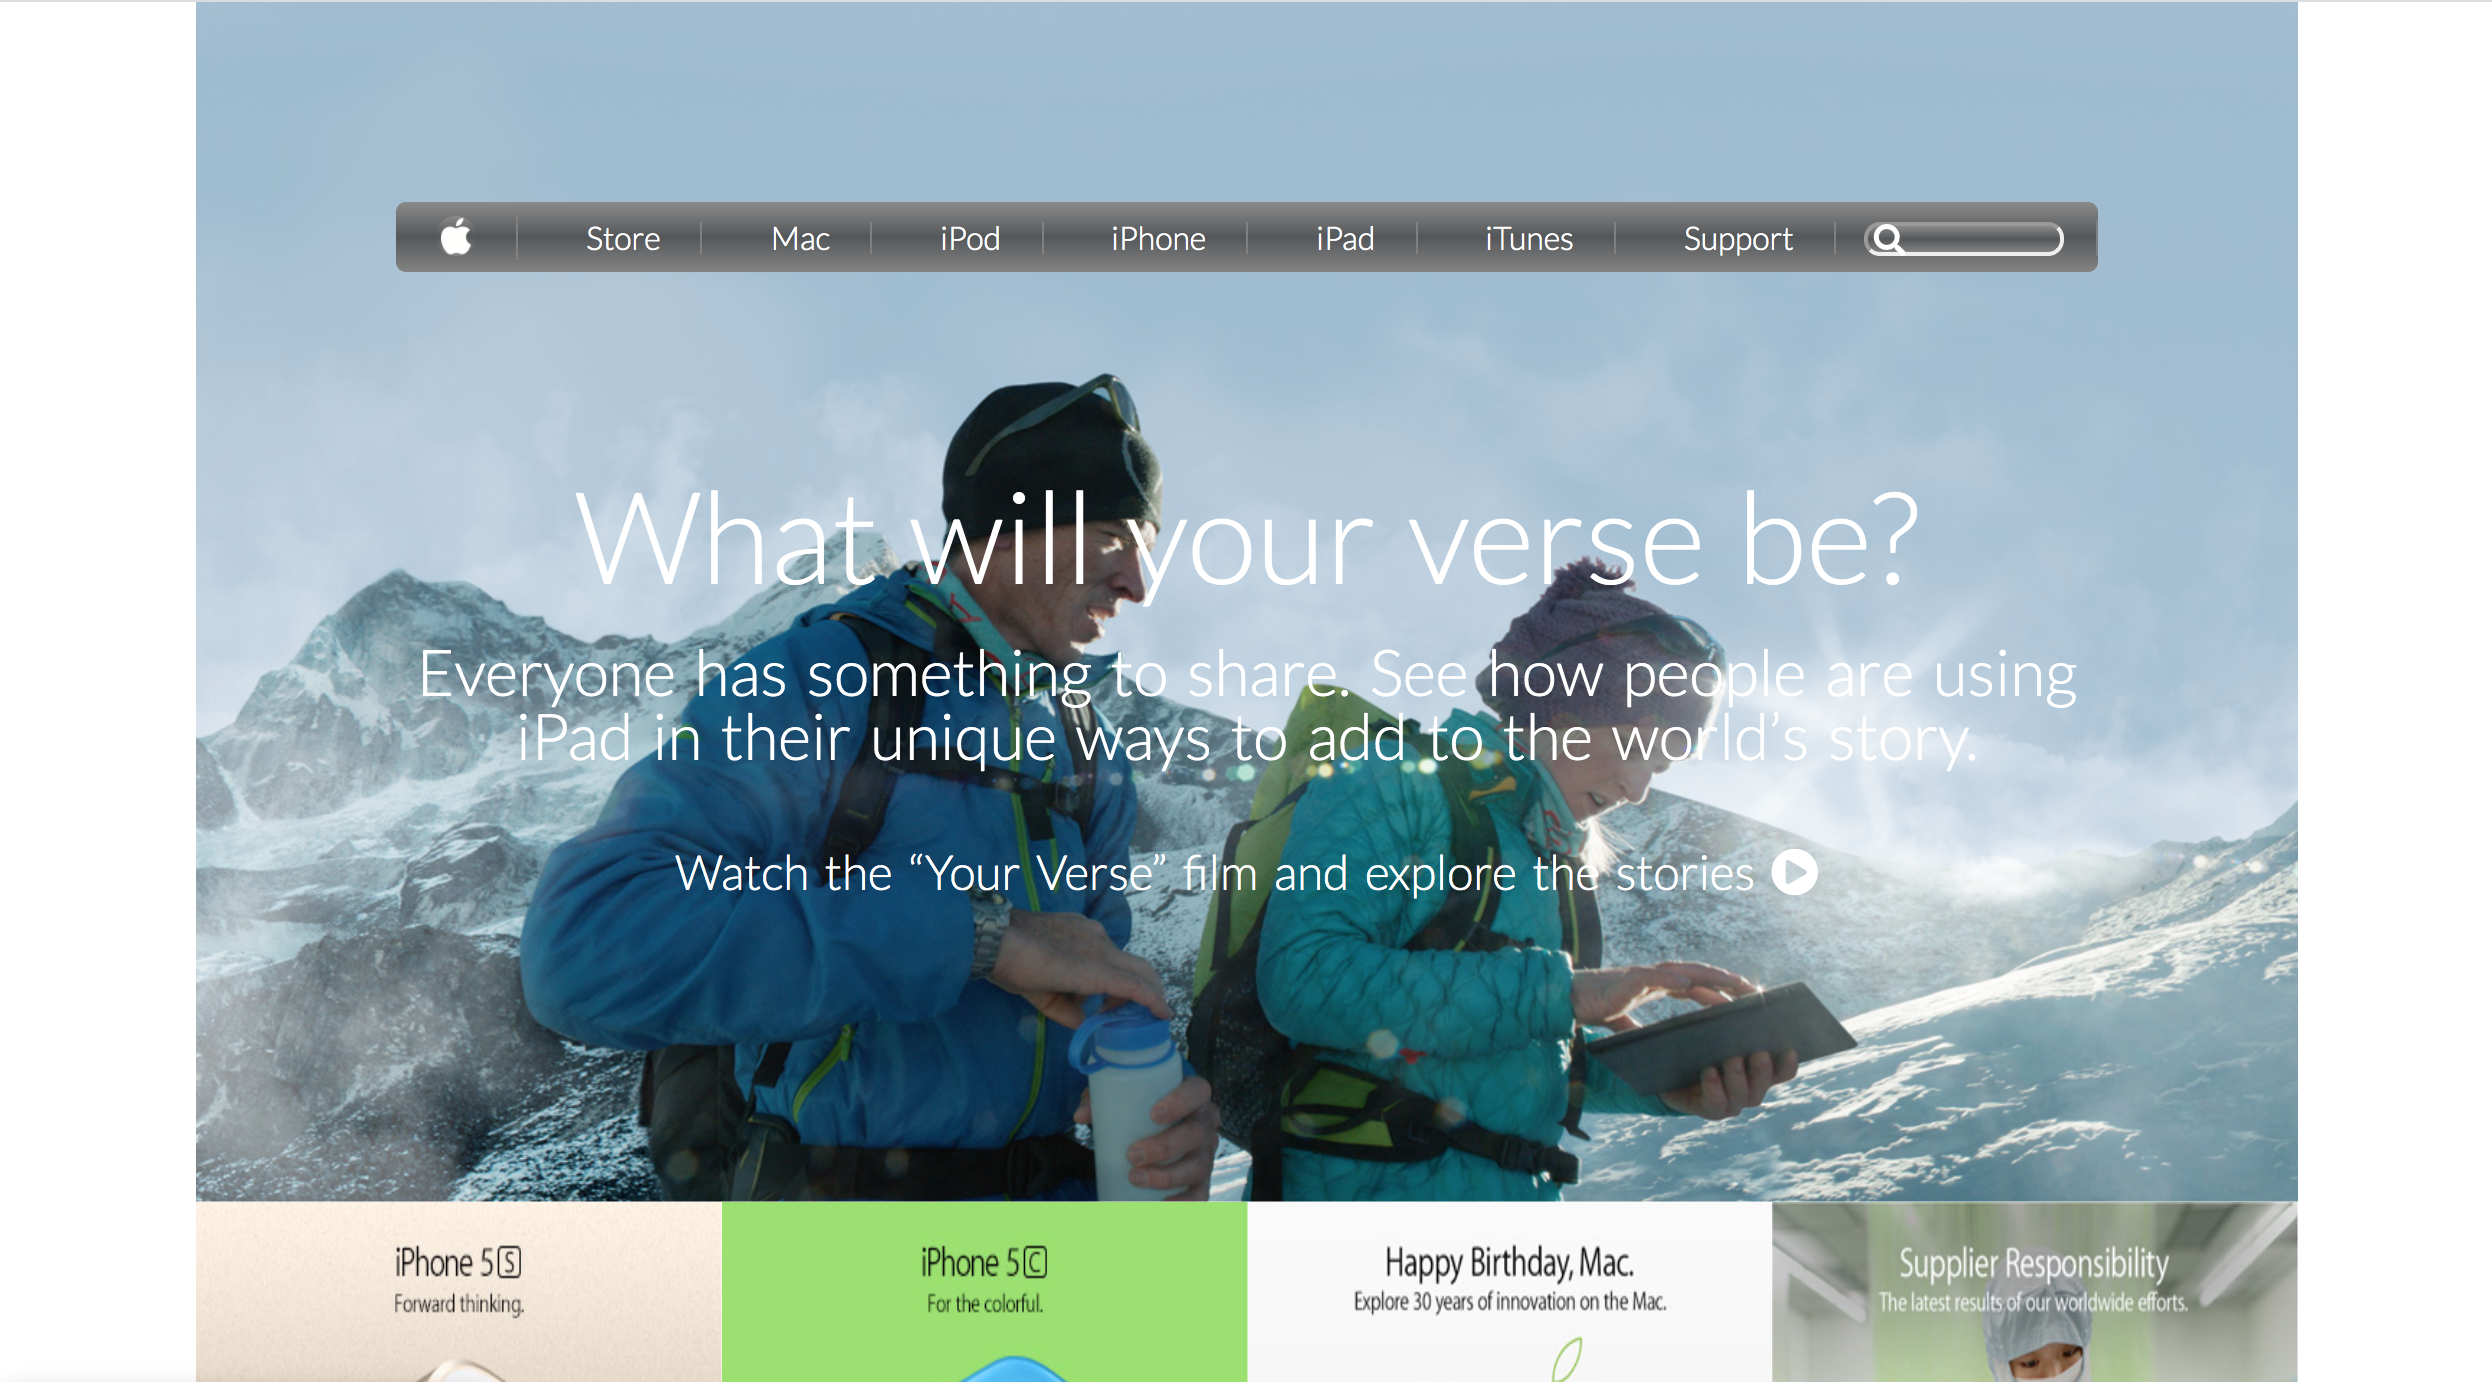 Store Mac iPod iPhone iPad iTunes Support
What will your verse be?
Everyone has something to share. See how people are using
iPad in their unique ways to add to the world’s story.
Watch the “Your Verse” film and explore the stories
iPhone 5S
Forward thinking.
iPhone 5C
For the colorful.
Happy Birthday, Mac.
Explore 30 years of innovation on the Mac.
Supplier Responsibility
The latest results of our worldwide efforts.